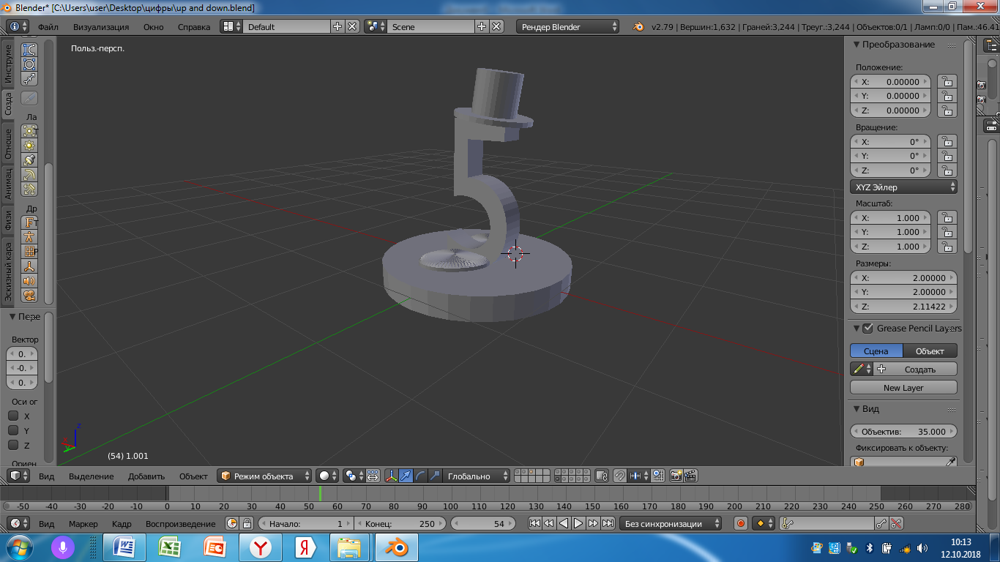 Blender* [C:\Users\user\Desktop\цифры\up and down.blend]
Файл Визуализация Окно Справка Default Scene Рендер Blender v2.79 | Вершин:1,632 | Граней:3,244 | Треуг.:3,244 | Объектов:0/1 | Ламп:0/0 | Пам.:46.41
Польз.-персп.
Инструме
Созда
Отноше
Анимац
Физи
Эскизный кара
Ла
Др
Пере
Вектор
0.
-0.
0.
Оси ог
X
Y
Z
Ориен
z
(54) 1.001
Преобразование
Положение:
X: 0.00000
Y: 0.00000
Z: 0.00000
Вращение:
X: 0°
Y: 0°
Z: 0°
XYZ Эйлер
Масштаб:
X: 1.000
Y: 1.000
Z: 1.000
Размеры:
X: 2.00000
Y: 2.00000
Z: 2.11422
Grease Pencil Layers
Сцена Объект
Создать
New Layer
Вид
Объектив: 35.000
Фиксировать к объекту:
Вид Выделение Добавить Объект Режим объекта Глобально
-50 -40 -30 -20 -10 0 10 20 30 40 50 60 70 80 90 100 110 120 130 140 150 160 170 180 190 200 210 220 230 240 250 260 270 280
Вид Маркер Кадр Воспроизведение Начало: 1 Конец: 250 54 Без синхронизации
10:13
12.10.2018